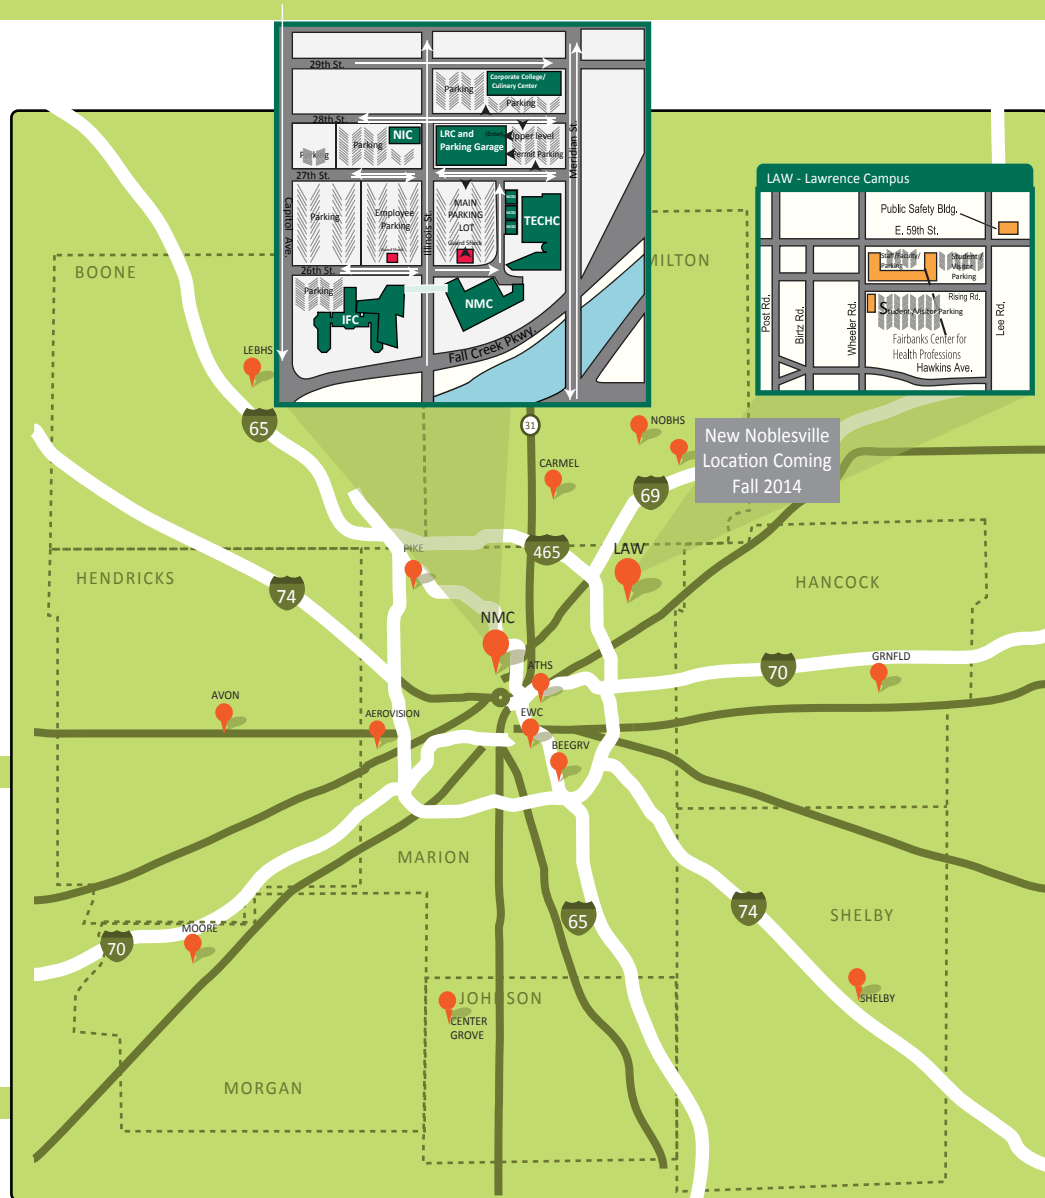 29th St.
Corporate College/
Culinary Center
Parking
Parking
28th St.
NIC
Parking
Parking
LRC and
Parking Garage
(Enter)
Upper level
Permit Parking
27th St.
Meridian St.
Capitol Ave.
Illinois St.
Parking
Employee
Parking
Guard Shack
MAIN
PARKING
LOT
Guard Shack
TECHC
26th St.
Parking
IFC
NMC
Fall Creek Pkwy.
LAW - Lawrence Campus
Public Safety Bldg.
E. 59th St.
Staff/Faculty/
Parking
Student /
Visitor
Parking
Rising Rd.
Student /Visitor Parking
Fairbanks Center for
Health Professions
Hawkins Ave.
Post Rd.
Birtz Rd.
Wheeler Rd.
Lee Rd.
BOONE
MILTON
LEBHS
65
31
NOBHS
New Noblesville
Location Coming
Fall 2014
CARMEL
69
PIKE
465
LAW
HENDRICKS
74
HANCOCK
NMC
ATHS
70
GRNFLD
AVON
AEROVISION
EWC
BEEGRV
MARION
65
74
SHELBY
MOORE
70
JOHNSON
CENTER
GROVE
SHELBY
MORGAN